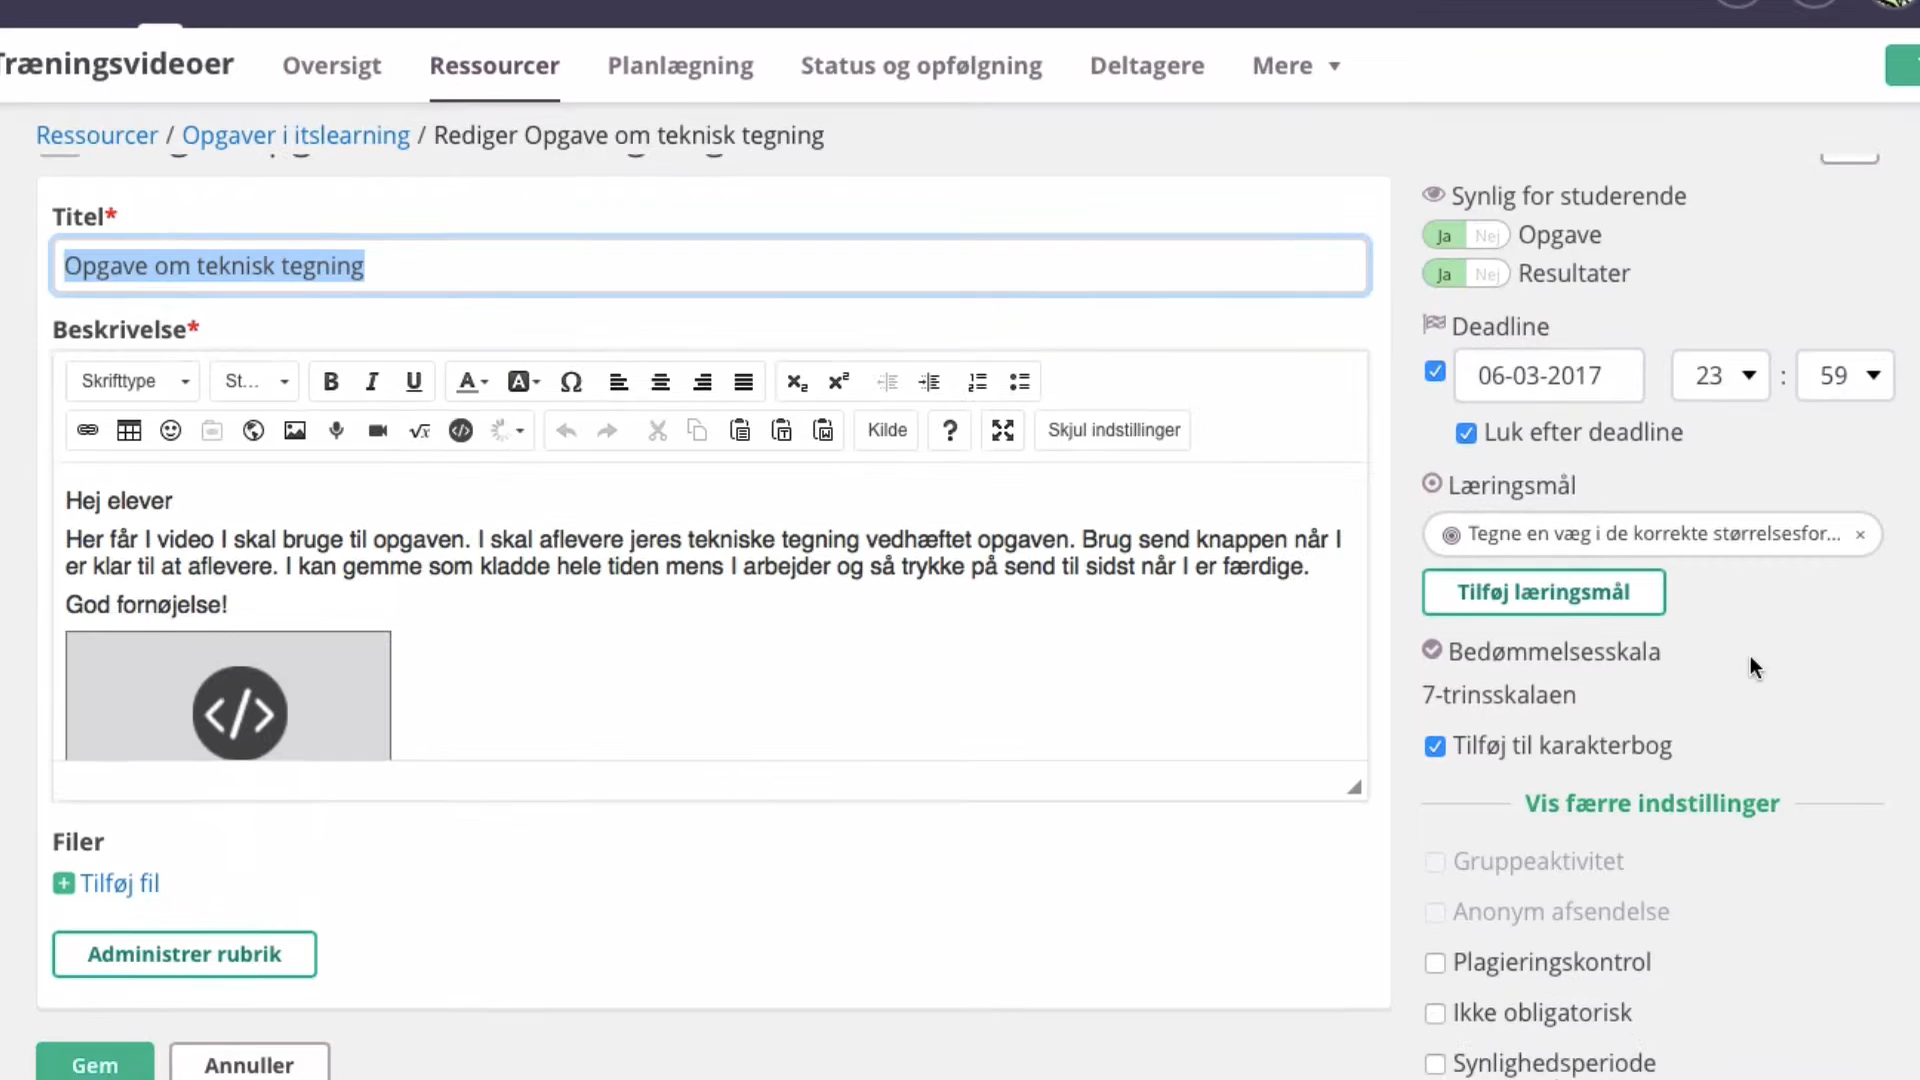 Træningsvideoer
Oversigt
Ressourcer
Planlægning
Status og opfølgning
Deltagere
Mere
Ressourcer / Opgaver i itslearning / Rediger Opgave om teknisk tegning
Titel*
Opgave om teknisk tegning
Beskrivelse*
Skrifttype
St...
B I U
Kilde
?
Skjul indstillinger
Hej elever
Her får I video I skal bruge til opgaven. I skal aflevere jeres tekniske tegning vedhæftet opgaven. Brug send knappen når I
er klar til at aflevere. I kan gemme som kladde hele tiden mens I arbejder og så trykke på send til sidst når I er færdige.
God fornøjelse!
Filer
Tilføj fil
Administrer rubrik
Gem
Annuller
Synlig for studerende
Ja Nej Opgave
Ja Nej Resultater
Deadline
06-03-2017 23 : 59
Luk efter deadline
Læringsmål
Tegne en væg i de korrekte størrelsesfor... ×
Tilføj læringsmål
Bedømmelsesskala
7-trinsskalaen
Tilføj til karakterbog
Vis færre indstillinger
Gruppeaktivitet
Anonym afsendelse
Plagieringskontrol
Ikke obligatorisk
Synlighedsperiode